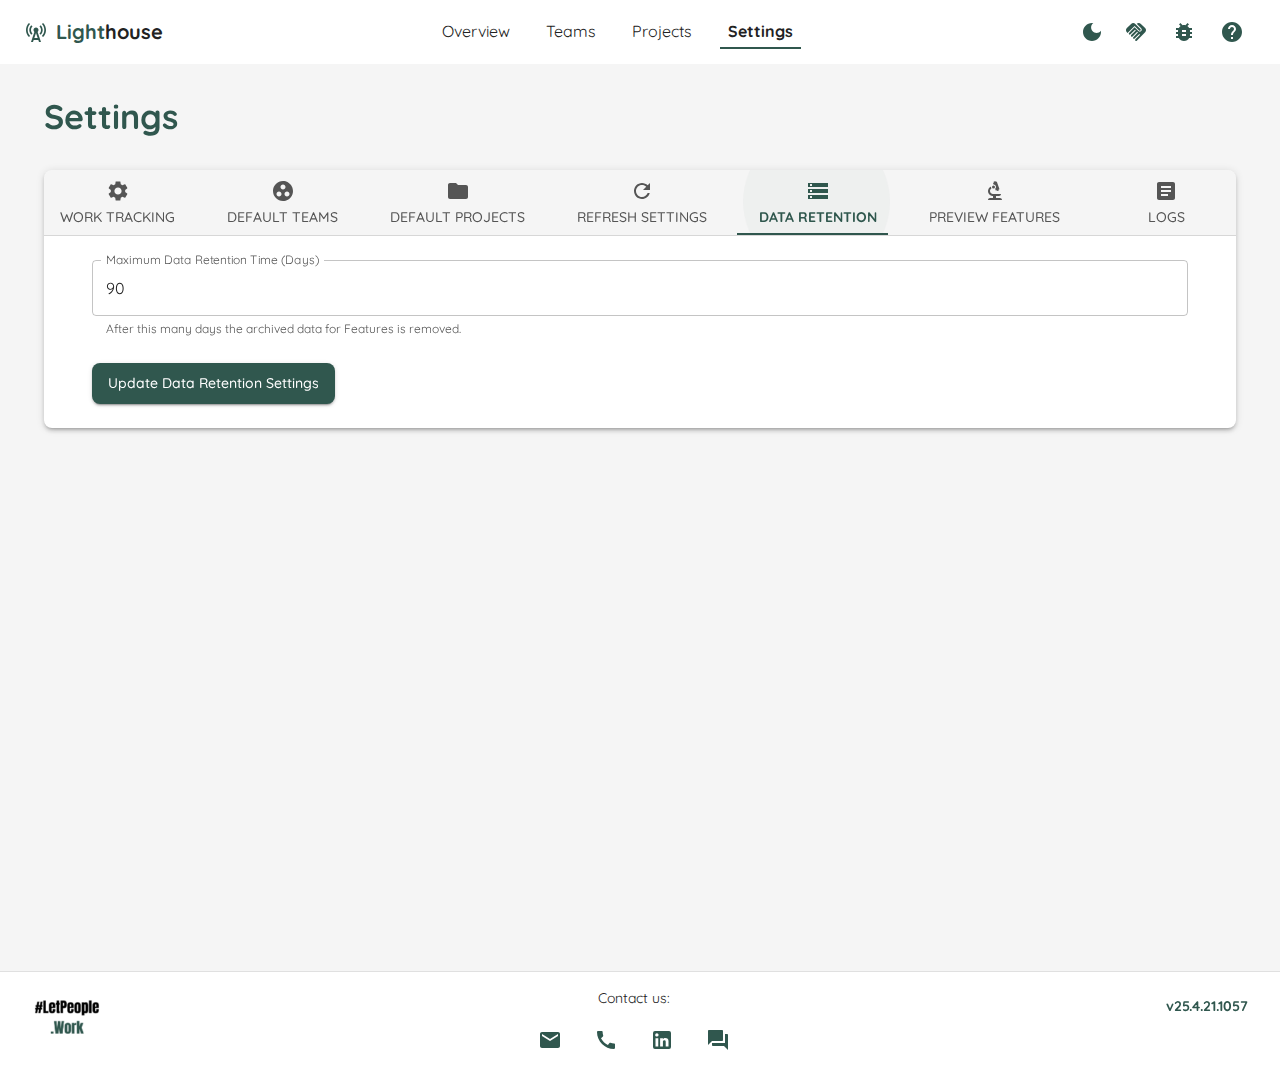 Lighthouse
Overview
Teams
Projects
Settings
Settings
WORK TRACKING
DEFAULT TEAMS
DEFAULT PROJECTS
REFRESH SETTINGS
DATA RETENTION
PREVIEW FEATURES
LOGS
Maximum Data Retention Time (Days)
90
After this many days the archived data for Features is removed.
Update Data Retention Settings
#LetPeople
.Work
Contact us:
v25.4.21.1057